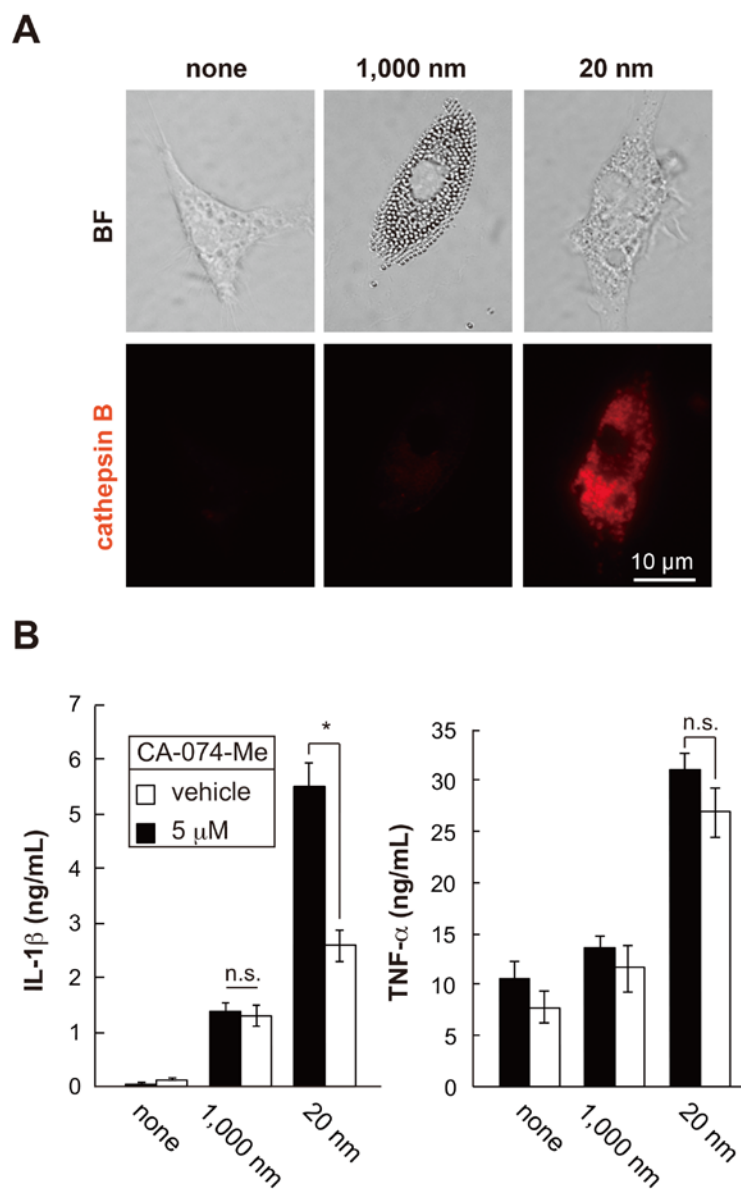 A
none
1,000 nm
20 nm
BF
cathepsin B
10 µm
B
7
6
5
4
3
2
1
0
IL-1β (ng/mL)
CA-074-Me
vehicle
5 µM
n.s.
*
none
1,000 nm
20 nm
35
30
25
20
15
10
5
0
TNF-α (ng/mL)
n.s.
none
1,000 nm
20 nm